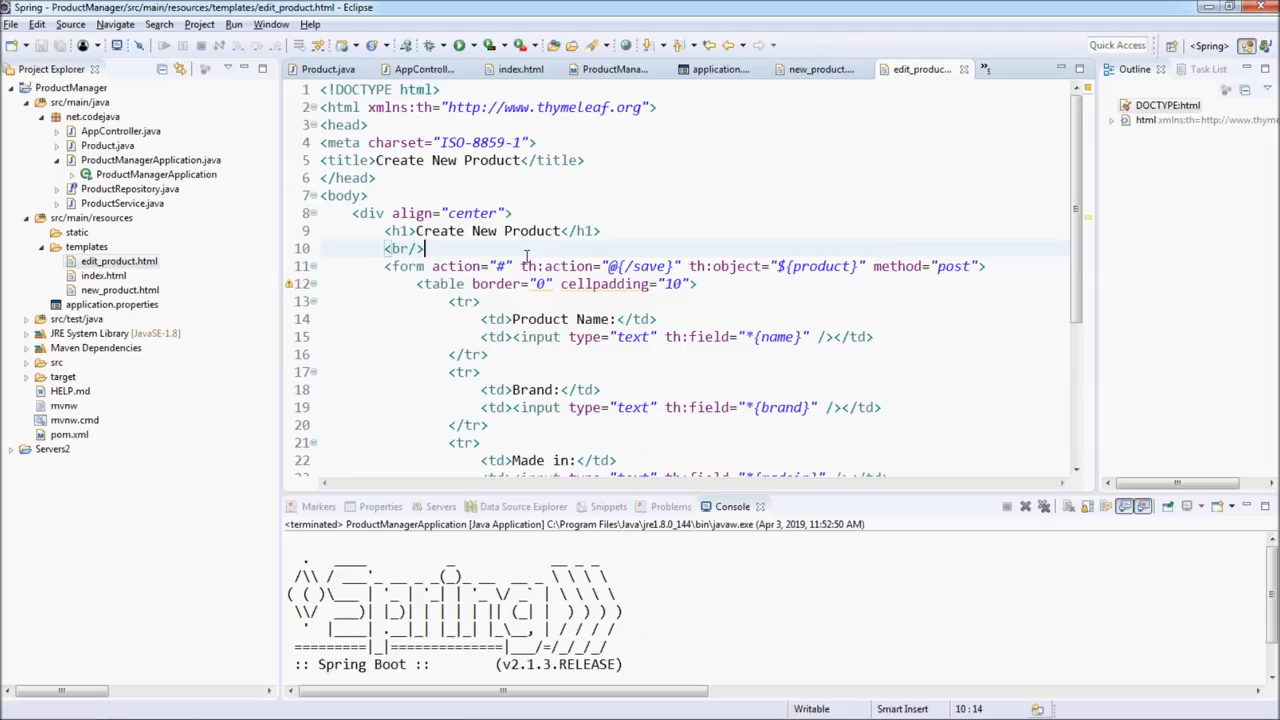 Spring - ProductManager/src/main/resources/templates/edit_product.html - Eclipse
File Edit Source Navigate Search Project Run Window Help
Quick Access
<Spring>
Project Explorer
ProductManager
src/main/java
net.codejava
AppController.java
Product.java
ProductManagerApplication.java
ProductManagerApplication
ProductRepository.java
ProductService.java
src/main/resources
static
templates
edit_product.html
index.html
new_product.html
application.properties
src/test/java
JRE System Library [JavaSE-1.8]
Maven Dependencies
src
target
HELP.md
mvnw
mvnw.cmd
pom.xml
Servers2
Product.java AppControll... index.html ProductMana... application.... new_product.... edit_produc...
1 <!DOCTYPE html>
2 <html xmlns:th="http://www.thymeleaf.org">
3 <head>
4 <meta charset="ISO-8859-1">
5 <title>Create New Product</title>
6 </head>
7 <body>
8 <div align="center">
9 <h1>Create New Product</h1>
10 <br/>
11 <form action="#" th:action="@{/save}" th:object="${product}" method="post">
12 <table border="0" cellpadding="10">
13 <tr>
14 <td>Product Name:</td>
15 <td><input type="text" th:field="*{name}" /></td>
16 </tr>
17 <tr>
18 <td>Brand:</td>
19 <td><input type="text" th:field="*{brand}" /></td>
20 </tr>
21 <tr>
22 <td>Made in:</td>
23 <td><input type="text" th:field="*{madein}" /></td>
Outline Task List
DOCTYPE:html
html xmlns:th=http://www.thyme
Markers Properties Servers Data Source Explorer Snippets Problems Console
<terminated> ProductManagerApplication [Java Application] C:\Program Files\Java\jre1.8.0_144\bin\javaw.exe (Apr 3, 2019, 11:52:50 AM)
Spring
:: Spring Boot :: (v2.1.3.RELEASE)
Writable Smart Insert 10 : 14